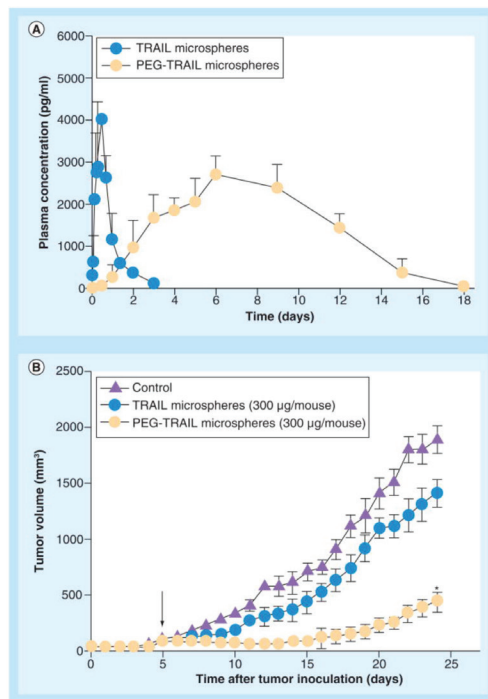 A
TRAIL microspheres
PEG-TRAIL microspheres
Plasma concentration (pg/ml)
6000
5000
4000
3000
2000
1000
0
0 2 4 6 8 10 12 14 16 18
Time (days)
B
Control
TRAIL microspheres (300 µg/mouse)
PEG-TRAIL microspheres (300 µg/mouse)
Tumor volume (mm³)
2500
2000
1500
1000
500
0
*
0 5 10 15 20 25
Time after tumor inoculation (days)